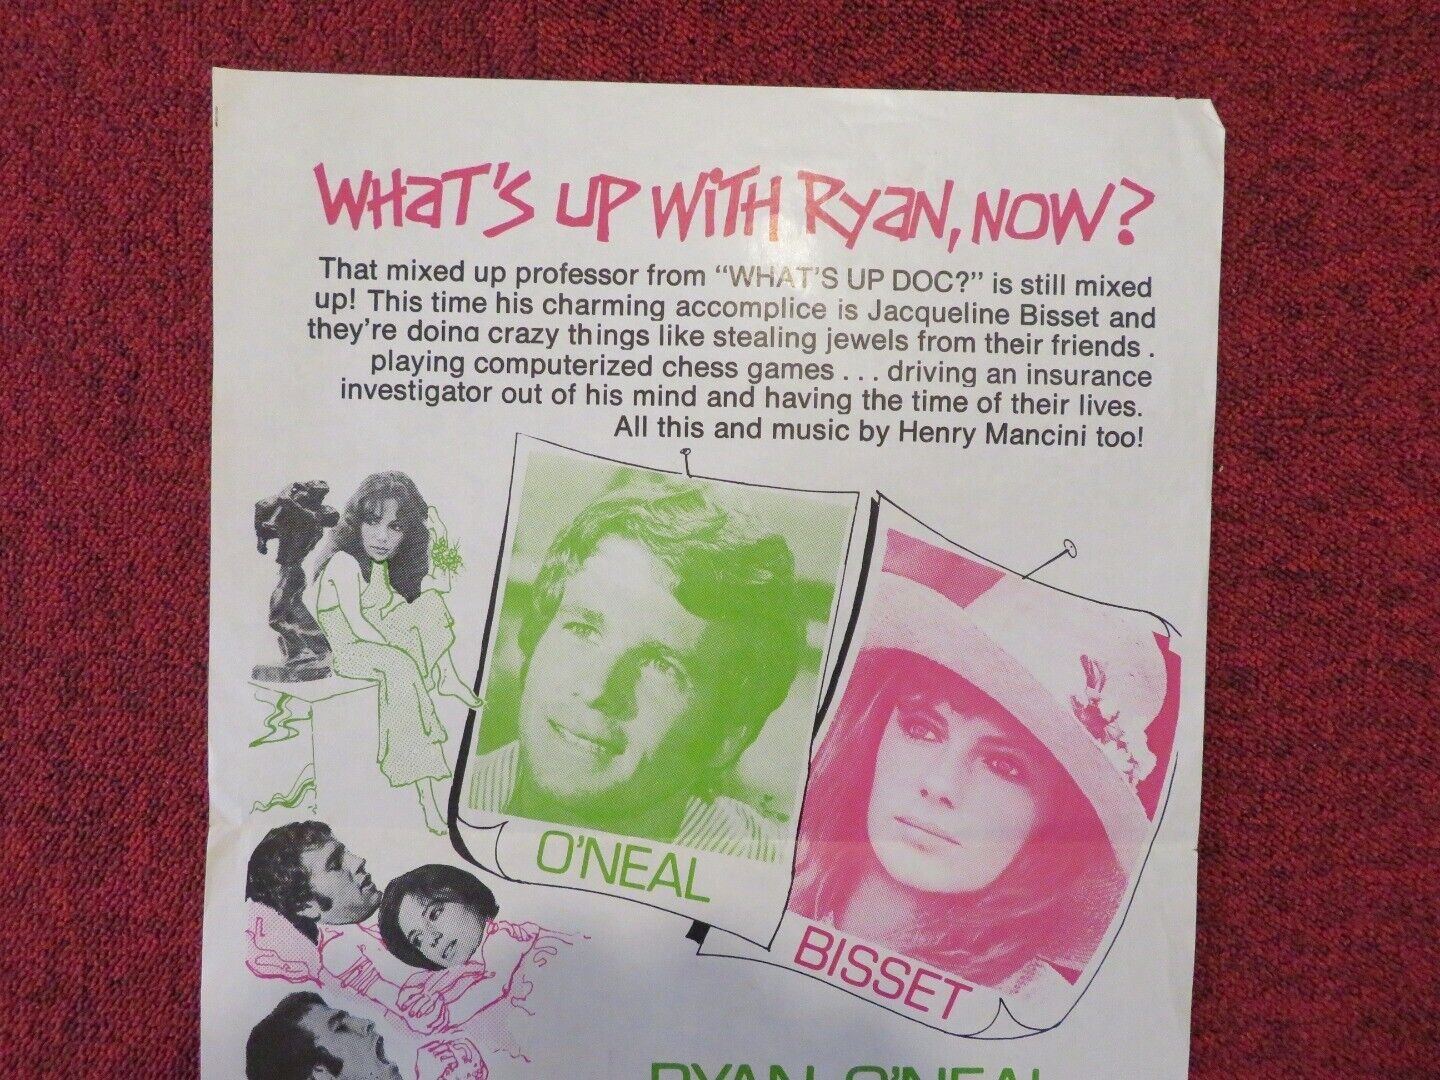 WHaT'S UP WiTH RyaN, NOW?
That mixed up professor from “WHAT'S UP DOC?” is still mixed
up! This time his charming accomplice is Jacqueline Bisset and
they're doing crazy things like stealing jewels from their friends .
playing computerized chess games . . . driving an insurance
investigator out of his mind and having the time of their lives.
All this and music by Henry Mancini too!
O'NEAL
BISSET
RYAN O'NEAL